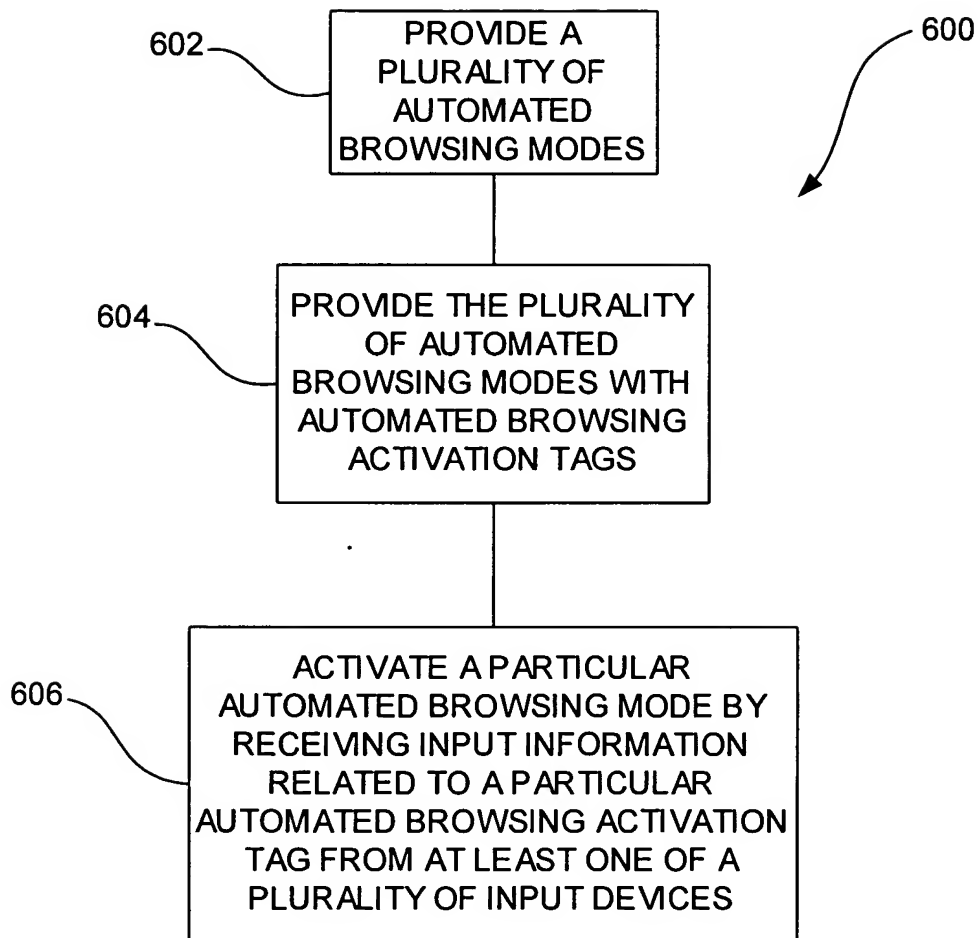 602
PROVIDE A
PLURALITY OF
AUTOMATED
BROWSING MODES
600
604
PROVIDE THE PLURALITY
OF AUTOMATED
BROWSING MODES WITH
AUTOMATED BROWSING
ACTIVATION TAGS
606
ACTIVATE A PARTICULAR
AUTOMATED BROWSING MODE BY
RECEIVING INPUT INFORMATION
RELATED TO A PARTICULAR
AUTOMATED BROWSING ACTIVATION
TAG FROM AT LEAST ONE OF A
PLURALITY OF INPUT DEVICES